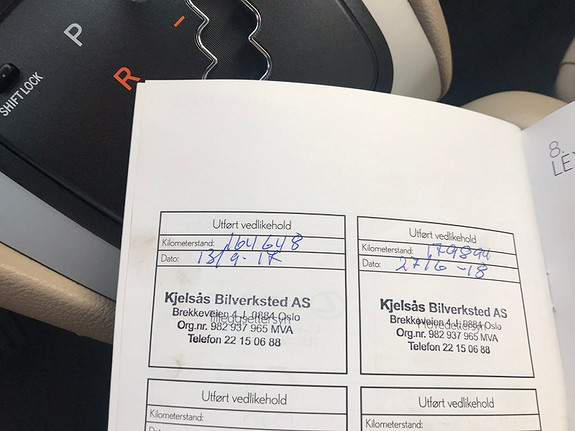 P
R
SHIFT LOCK
8.
LE
Utført vedlikehold
Kilometerstand: 164648
Dato: 13/9-17
Kjelsås Bilverksted AS
Brekkeveien 4 J, 0884 Oslo
Org.nr. 982 937 965 MVA
Telefon 22 15 06 88
Utført vedlikehold
Kilometerstand: 179894
Dato: 27/6-18
Kjelsås Bilverksted AS
Brekkeveien 4 J, 0884 Oslo
Hovedettersyn
Org.nr. 982 937 965 MVA
Telefon 22 15 06 88
Utført vedlikehold
Kilometerstand:
Utført vedlikehold
Kilometerstand: